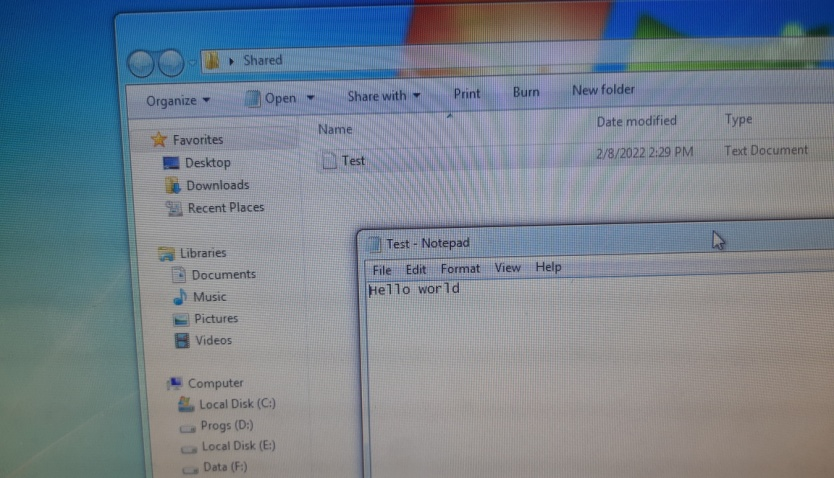 Shared
Organize Open Share with Print Burn New folder
Name Date modified Type
Test 2/8/2022 2:29 PM Text Document
Favorites
Desktop
Downloads
Recent Places
Libraries
Documents
Music
Pictures
Videos
Computer
Local Disk (C:)
Progs (D:)
Local Disk (E:)
Data (F:)
Test - Notepad
File Edit Format View Help
Hello world